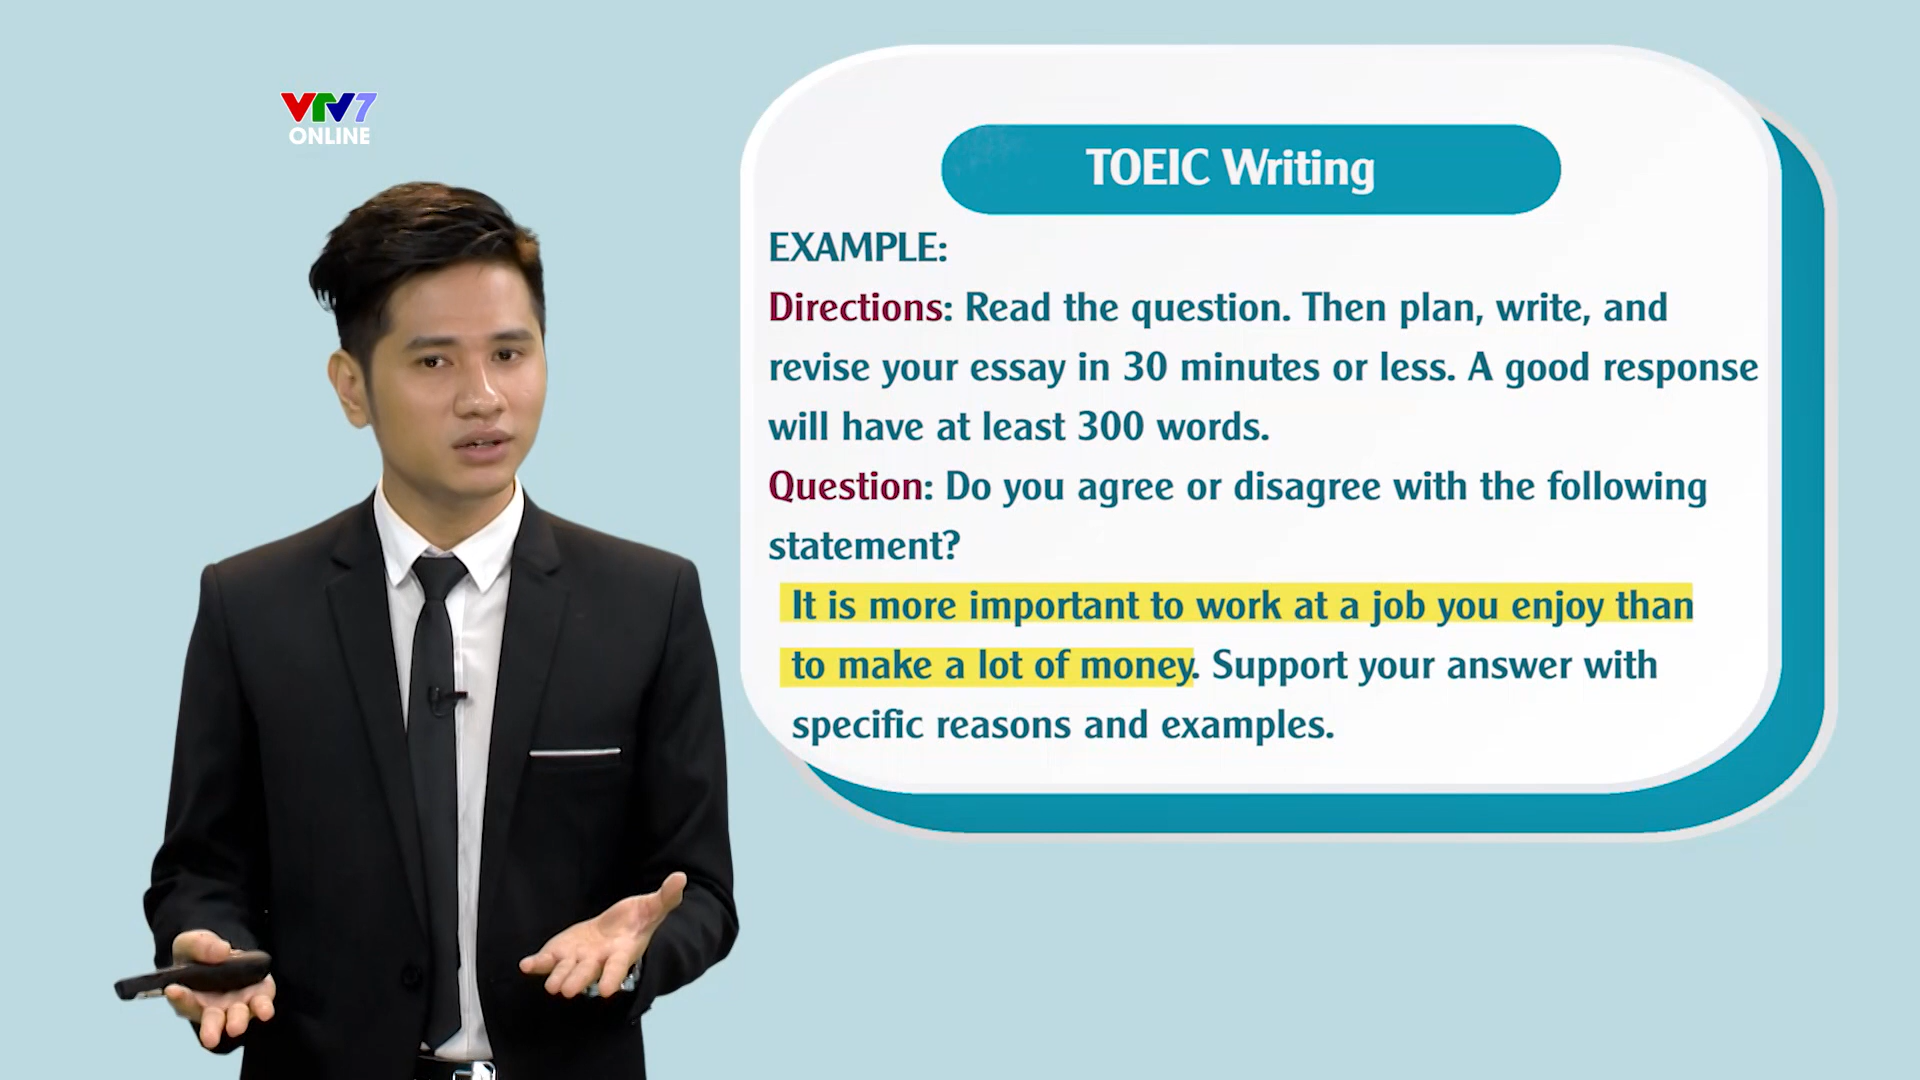 VTV7
ONLINE
TOEIC Writing
EXAMPLE:
Directions: Read the question. Then plan, write, and
revise your essay in 30 minutes or less. A good response
will have at least 300 words.
Question: Do you agree or disagree with the following
statement?
It is more important to work at a job you enjoy than
to make a lot of money. Support your answer with
specific reasons and examples.